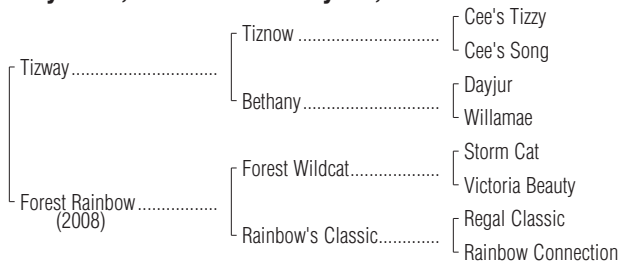 Cee's Tizzy
Tiznow
Cee's Song
Tizway
Dayjur
Bethany
Willamae
Storm Cat
Forest Wildcat
Victoria Beauty
Forest Rainbow
(2008)
Regal Classic
Rainbow's Classic
Rainbow Connection